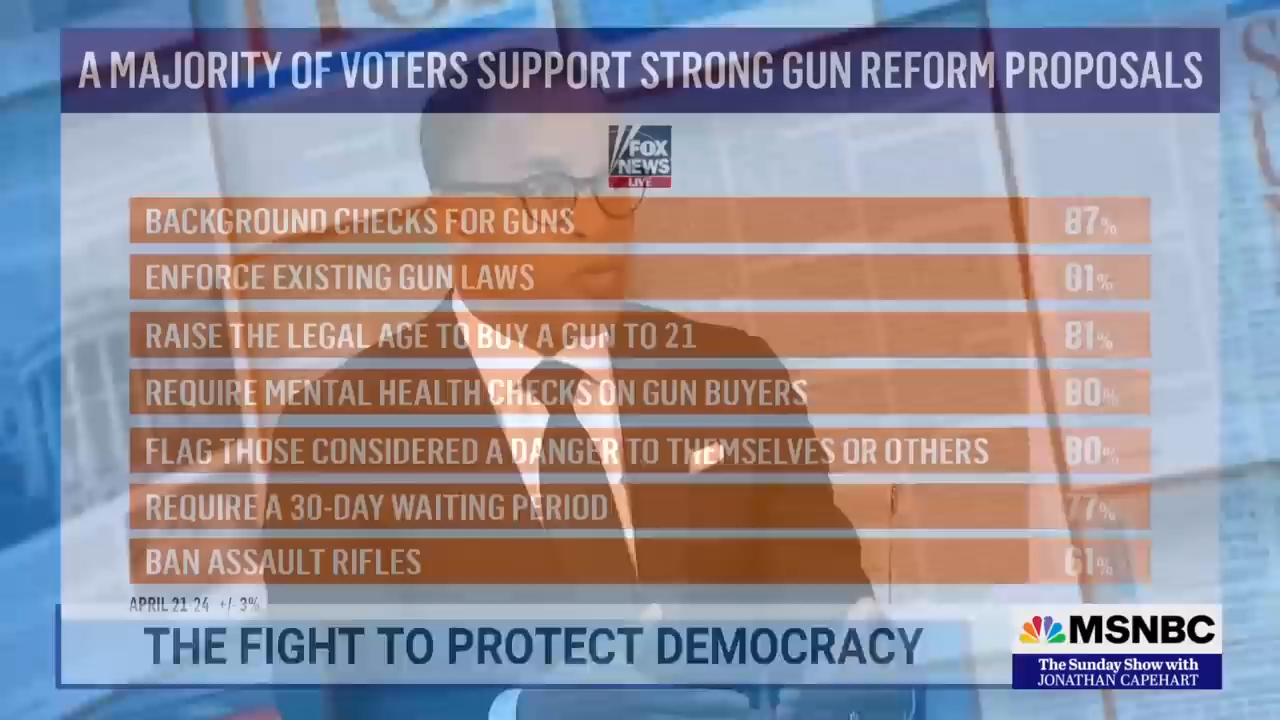 A MAJORITY OF VOTERS SUPPORT STRONG GUN REFORM PROPOSALS
FOX
NEWS
LIVE
BACKGROUND CHECKS FOR GUNS 87%
ENFORCE EXISTING GUN LAWS 81%
RAISE THE LEGAL AGE TO BUY A GUN TO 21 81%
REQUIRE MENTAL HEALTH CHECKS ON GUN BUYERS 80%
FLAG THOSE CONSIDERED A DANGER TO THEMSELVES OR OTHERS 80%
REQUIRE A 30-DAY WAITING PERIOD 77%
BAN ASSAULT RIFLES 61%
APRIL 21-24 +/- 3%
THE FIGHT TO PROTECT DEMOCRACY
MSNBC
The Sunday Show with
JONATHAN CAPEHART